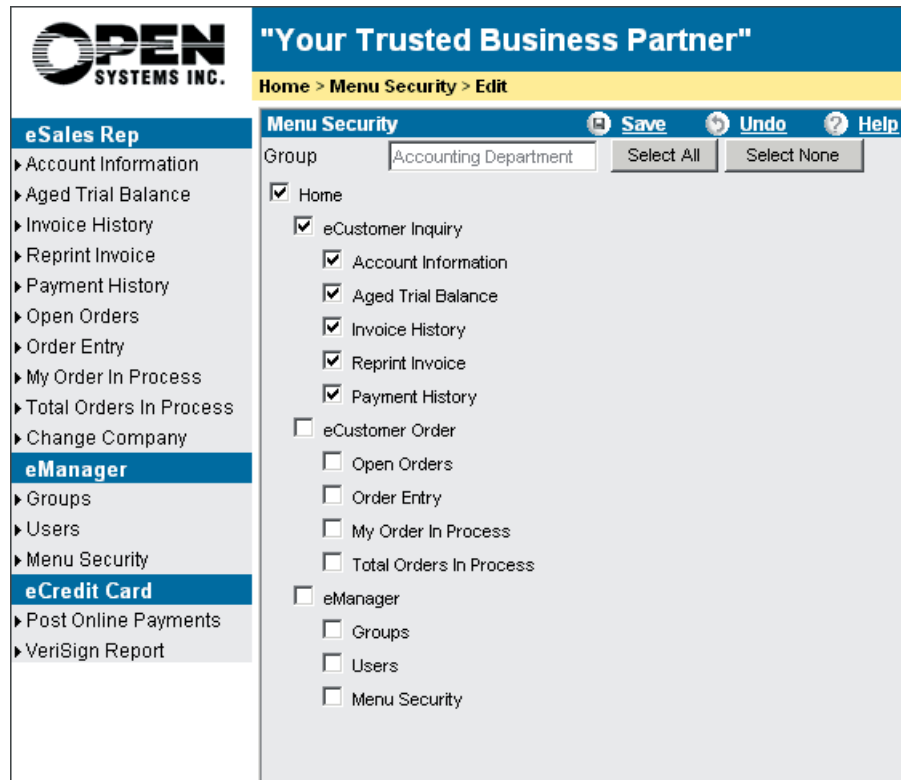 OPEN
SYSTEMS INC.
"Your Trusted Business Partner"
Home > Menu Security > Edit
eSales Rep
Account Information
Aged Trial Balance
Invoice History
Reprint Invoice
Payment History
Open Orders
Order Entry
My Order In Process
Total Orders In Process
Change Company
eManager
Groups
Users
Menu Security
eCredit Card
Post Online Payments
VeriSign Report
Menu Security Save Undo ? Help
Group Accounting Department Select All Select None
Home
eCustomer Inquiry
Account Information
Aged Trial Balance
Invoice History
Reprint Invoice
Payment History
eCustomer Order
Open Orders
Order Entry
My Order In Process
Total Orders In Process
eManager
Groups
Users
Menu Security